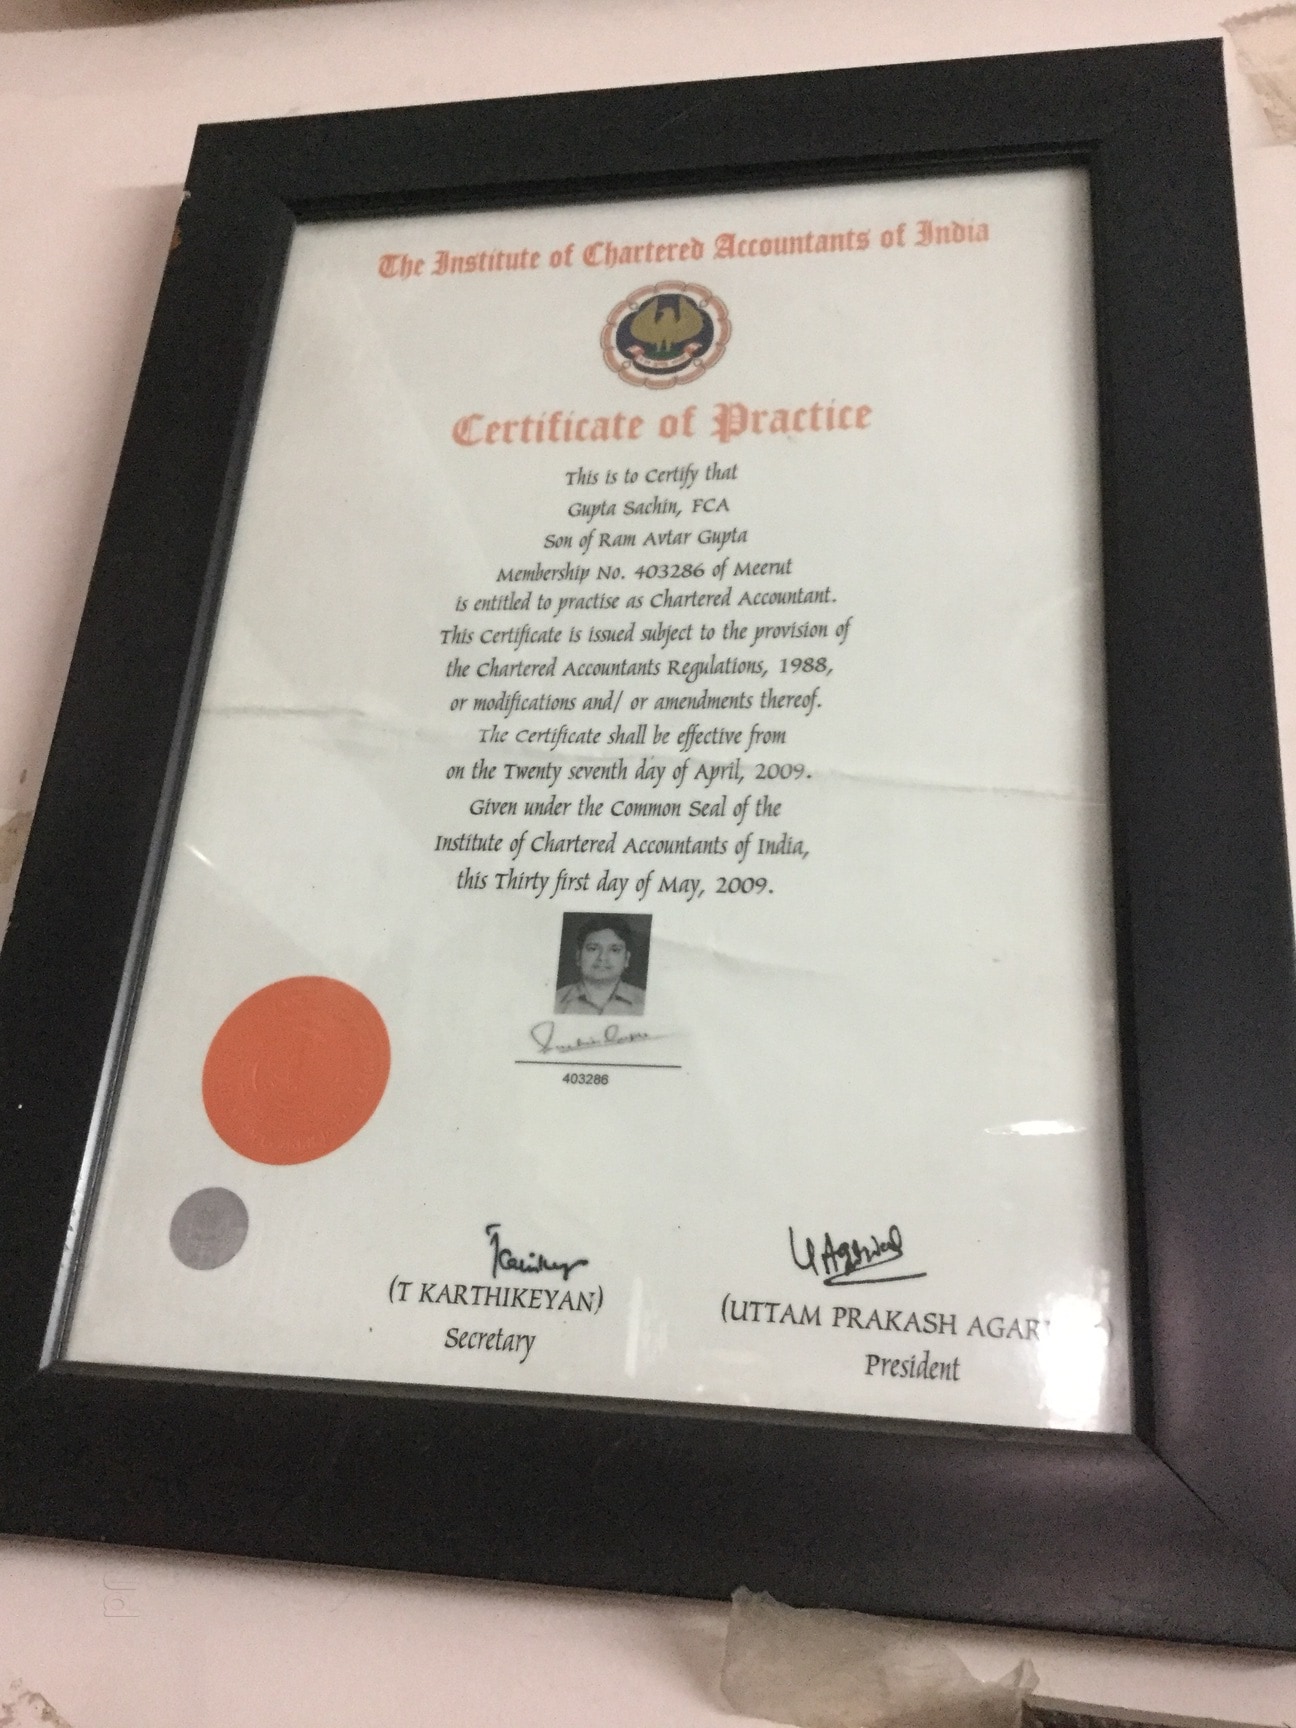 The Institute of Chartered Accountants of India
Certificate of Practice
This is to Certify that
Gupta Sachin, FCA
Son of Ram Avtar Gupta
Membership No. 403286 of Meerut
is entitled to practise as Chartered Accountant.
This Certificate is issued subject to the provision of
the Chartered Accountants Regulations, 1988,
or modifications and/ or amendments thereof.
The Certificate shall be effective from
on the Twenty seventh day of April, 2009.
Given under the Common Seal of the
Institute of Chartered Accountants of India,
this Thirty first day of May, 2009.
403286
(T KARTHIKEYAN)
Secretary
(UTTAM PRAKASH
President